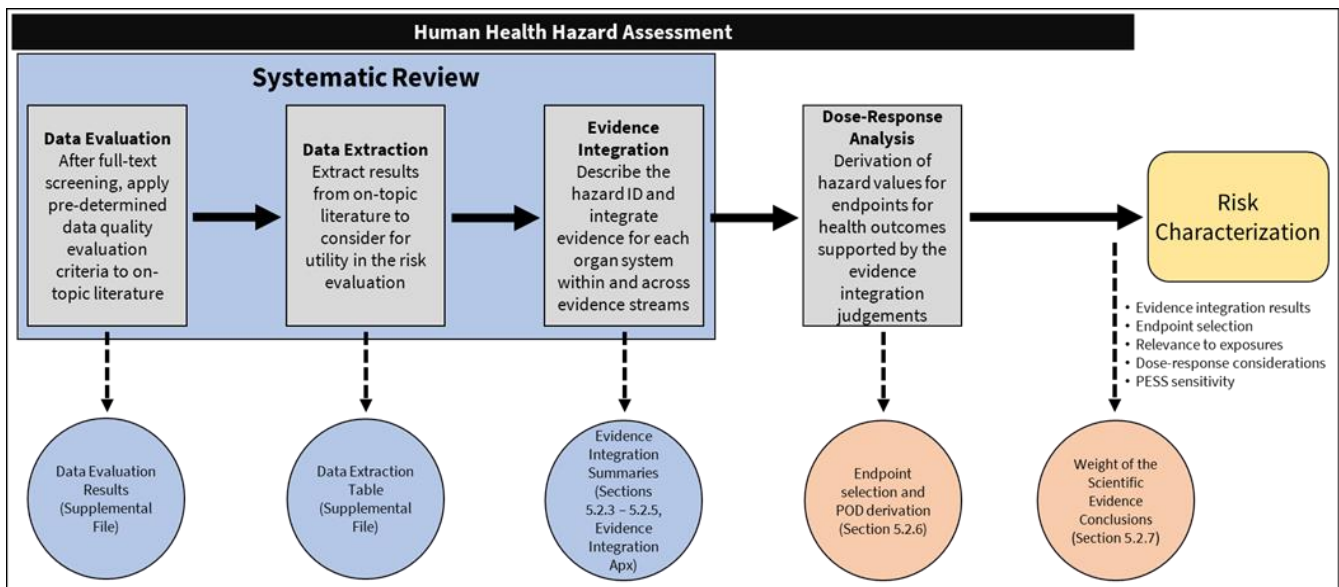 Human Health Hazard Assessment
Systematic Review
Data Evaluation
After full-text
screening, apply
pre-determined
data quality
evaluation
criteria to on-
topic literature
Data Extraction
Extract results
from on-topic
literature to
consider for
utility in the risk
evaluation
Evidence
Integration
Describe the
hazard ID and
integrate
evidence for each
organ system
within and across
evidence streams
Dose-Response
Analysis
Derivation of
hazard values for
endpoints for
health outcomes
supported by the
evidence
integration
judgements
Risk
Characterization
• Evidence integration results
• Endpoint selection
• Relevance to exposures
• Dose-response considerations
• PESS sensitivity
Data Evaluation
Results
(Supplemental
File)
Data Extraction
Table
(Supplemental
File)
Evidence
Integration
Summaries
(Sections
5.2.3 – 5.2.5,
Evidence
Integration
Apx)
Endpoint
selection and
POD derivation
(Section 5.2.6)
Weight of the
Scientific
Evidence
Conclusions
(Section 5.2.7)